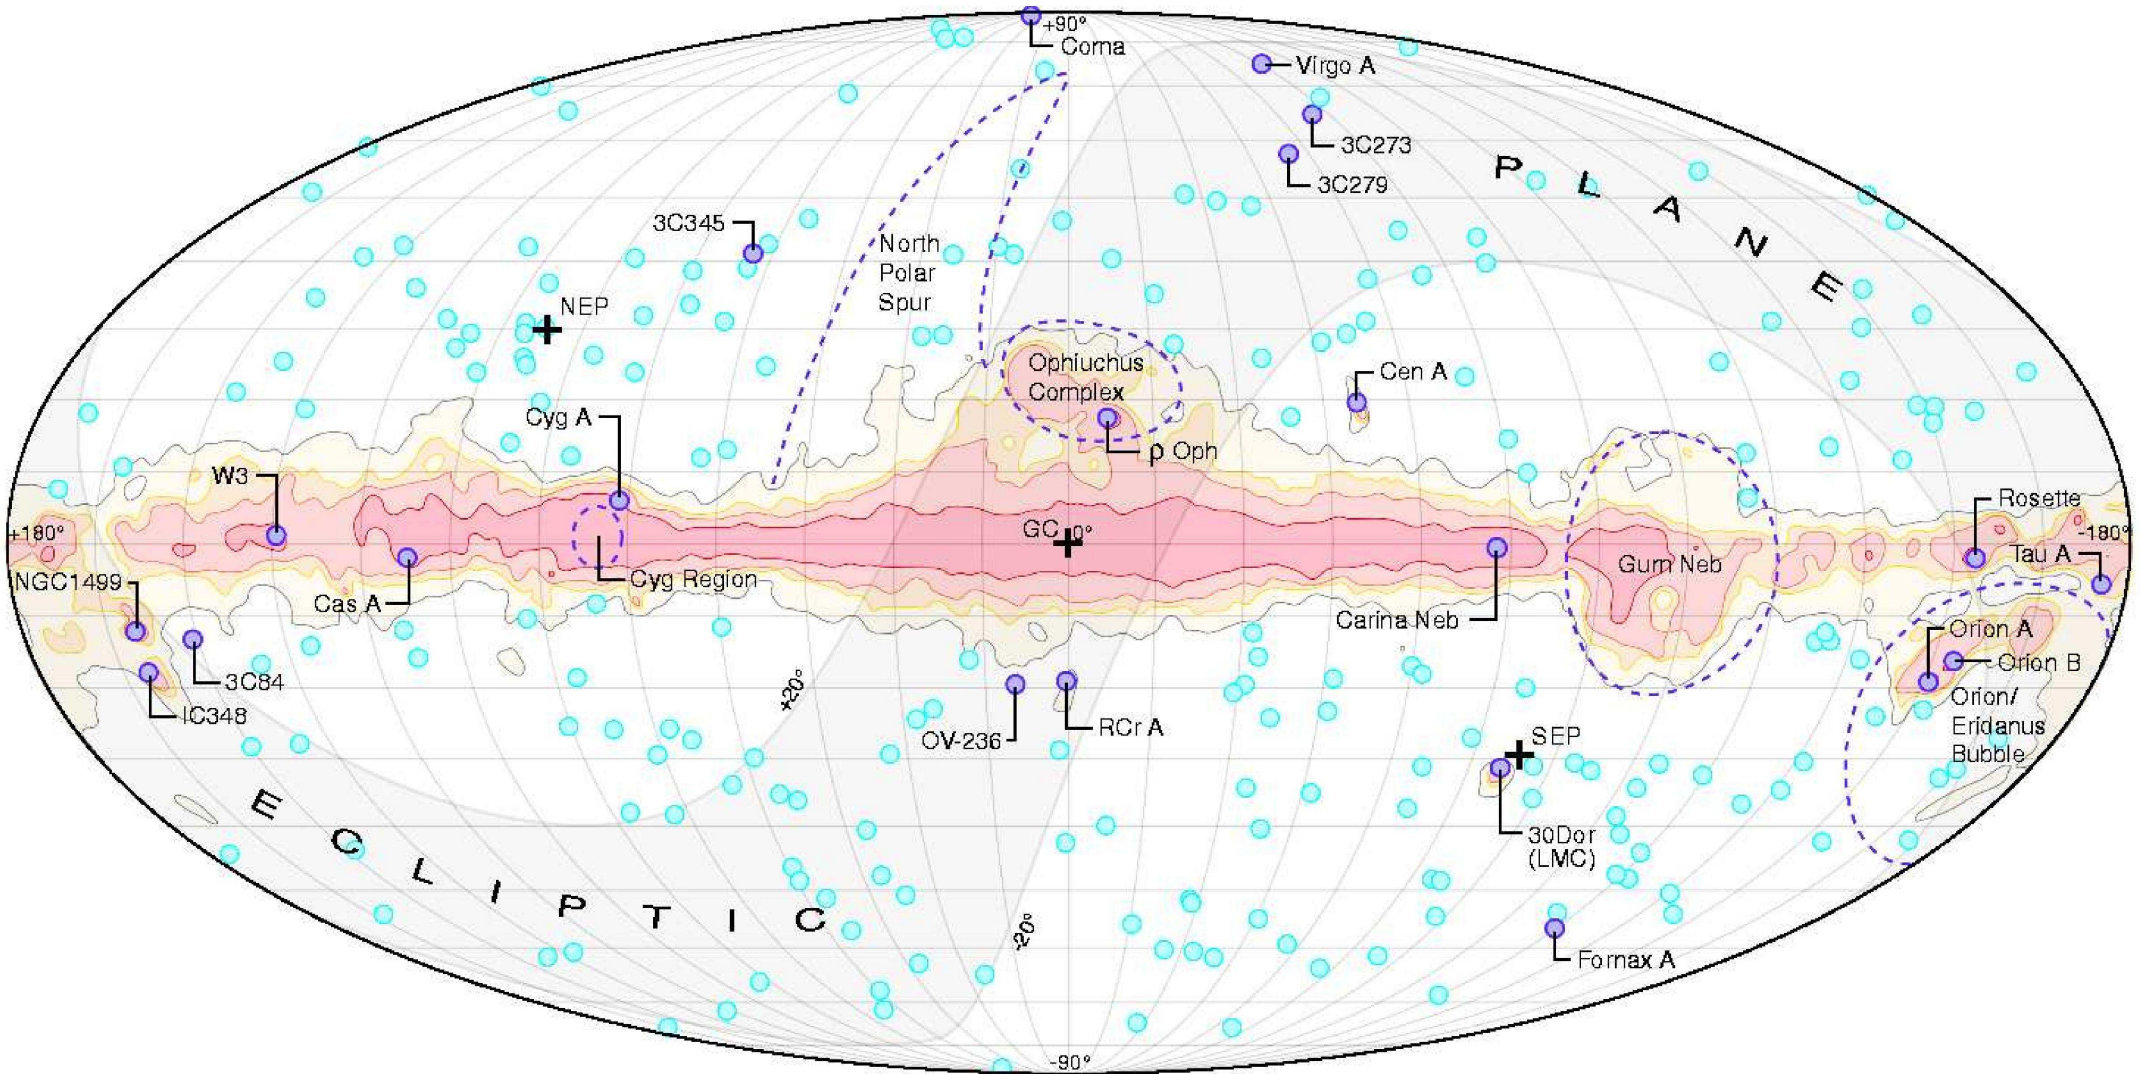 +90°
Coma
Virgo A
3C273
3C279
P L A N E
3C345
North
Polar
Spur
NEP
Ophiuchus
Complex
Cen A
Cyg A
ρ Oph
W3
Rosette
+180°
GC 0°
-180°
Tau A
Gum Neb
NGC1499
Cyg Region
Cas A
Carina Neb
Orion A
Orion B
3C84
+20°
Orion/
Eridanus
Bubble
IC348
OV-236
RCr A
SEP
E C L I P T I C
30Dor
(LMC)
-20°
Fornax A
-90°